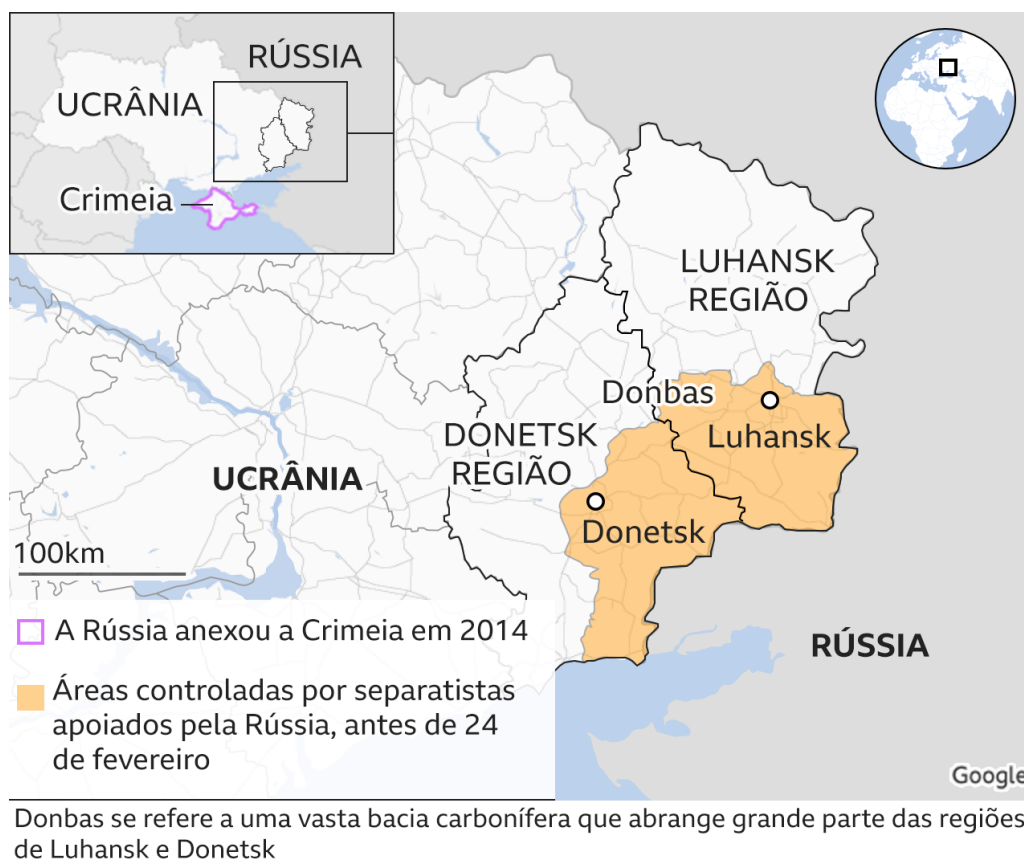 RÚSSIA
UCRÂNIA
Crimeia
LUHANSK
REGIÃO
Donbas
DONETSK
REGIÃO
Luhansk
UCRÂNIA
Donetsk
100km
A Rússia anexou a Crimeia em 2014
RÚSSIA
Áreas controladas por separatistas
apoiados pela Rússia, antes de 24
de fevereiro
Google
Donbas se refere a uma vasta bacia carbonífera que abrange grande parte das regiões
de Luhansk e Donetsk